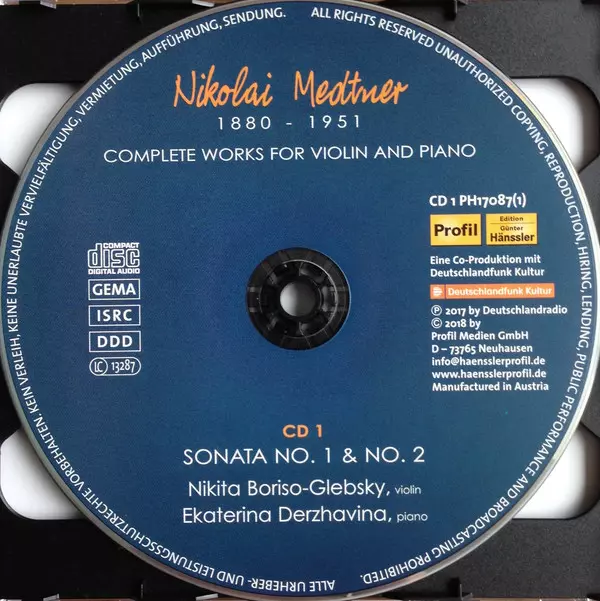 ALLE URHEBER- UND LEISTUNGSSCHUTZRECHTE VORBEHALTEN. KEIN VERLEIH, KEINE UNERLAUBTE VERVIELFÄLTIGUNG, VERMIETUNG, AUFFÜHRUNG, SENDUNG.
ALL RIGHTS RESERVED UNAUTHORIZED COPYING, REPRODUCTION, HIRING, LENDING, PUBLIC PERFORMANCE AND BROADCASTING PROHIBITED.
Nikolai Medtner
1880 - 1951
COMPLETE WORKS FOR VIOLIN AND PIANO
COMPACT
disc
DIGITAL AUDIO
GEMA
ISRC
DDD
LC 13287
CD 1 PH17087(1)
Profil
Edition
Günter
Hänssler
Eine Co-Produktion mit
Deutschlandfunk Kultur
Deutschlandfunk Kultur
℗ 2017 by Deutschlandradio
© 2018 by
Profil Medien GmbH
D – 73765 Neuhausen
info@haensslerprofil.de
www.haensslerprofil.de
Manufactured in Austria
CD 1
SONATA NO. 1 & NO. 2
Nikita Boriso-Glebsky, violin
Ekaterina Derzhavina, piano